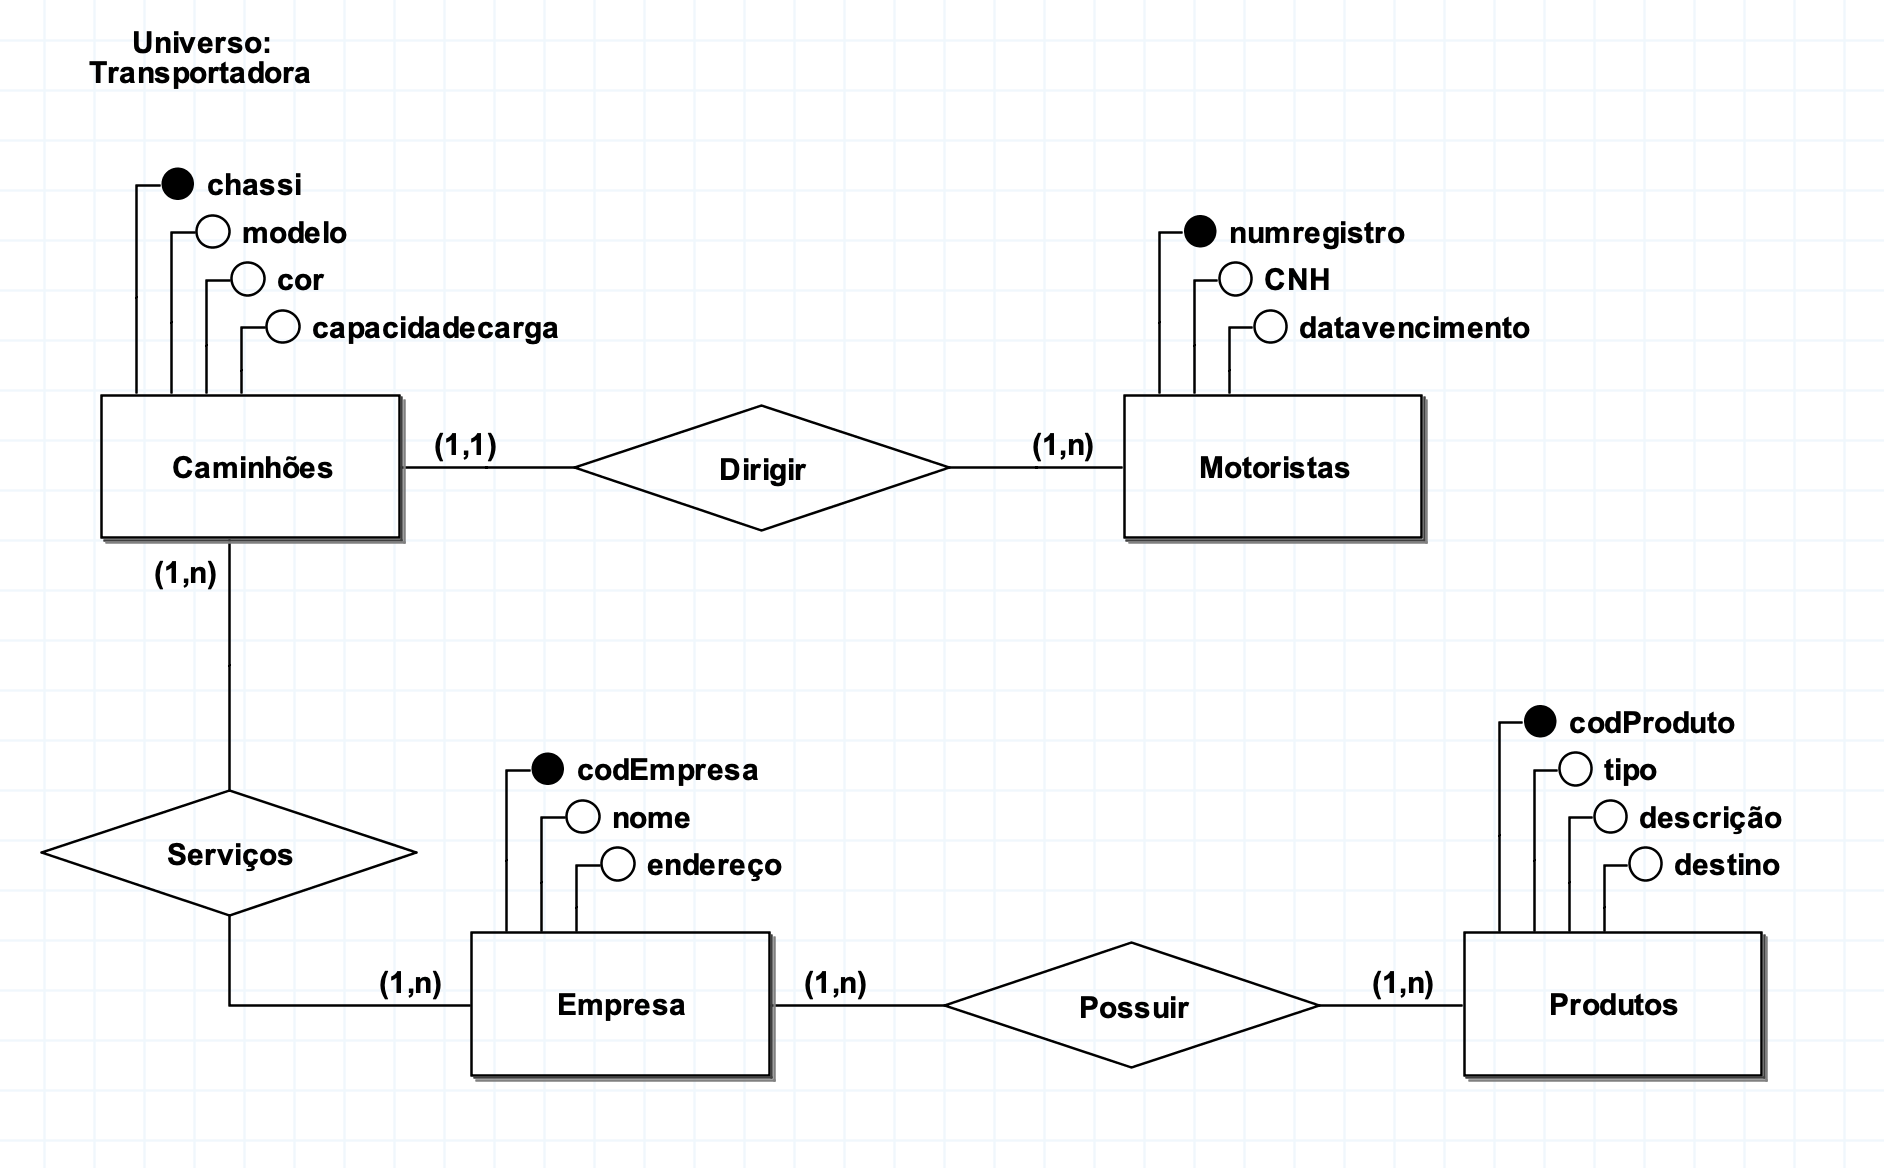 Universo:
Transportadora
chassi
modelo
cor
capacidadecarga
numregistro
CNH
datavencimento
Caminhões
(1,1)
Dirigir
(1,n)
Motoristas
(1,n)
Serviços
codEmpresa
nome
endereço
codProduto
tipo
descrição
destino
(1,n)
Empresa
(1,n)
Possuir
(1,n)
Produtos